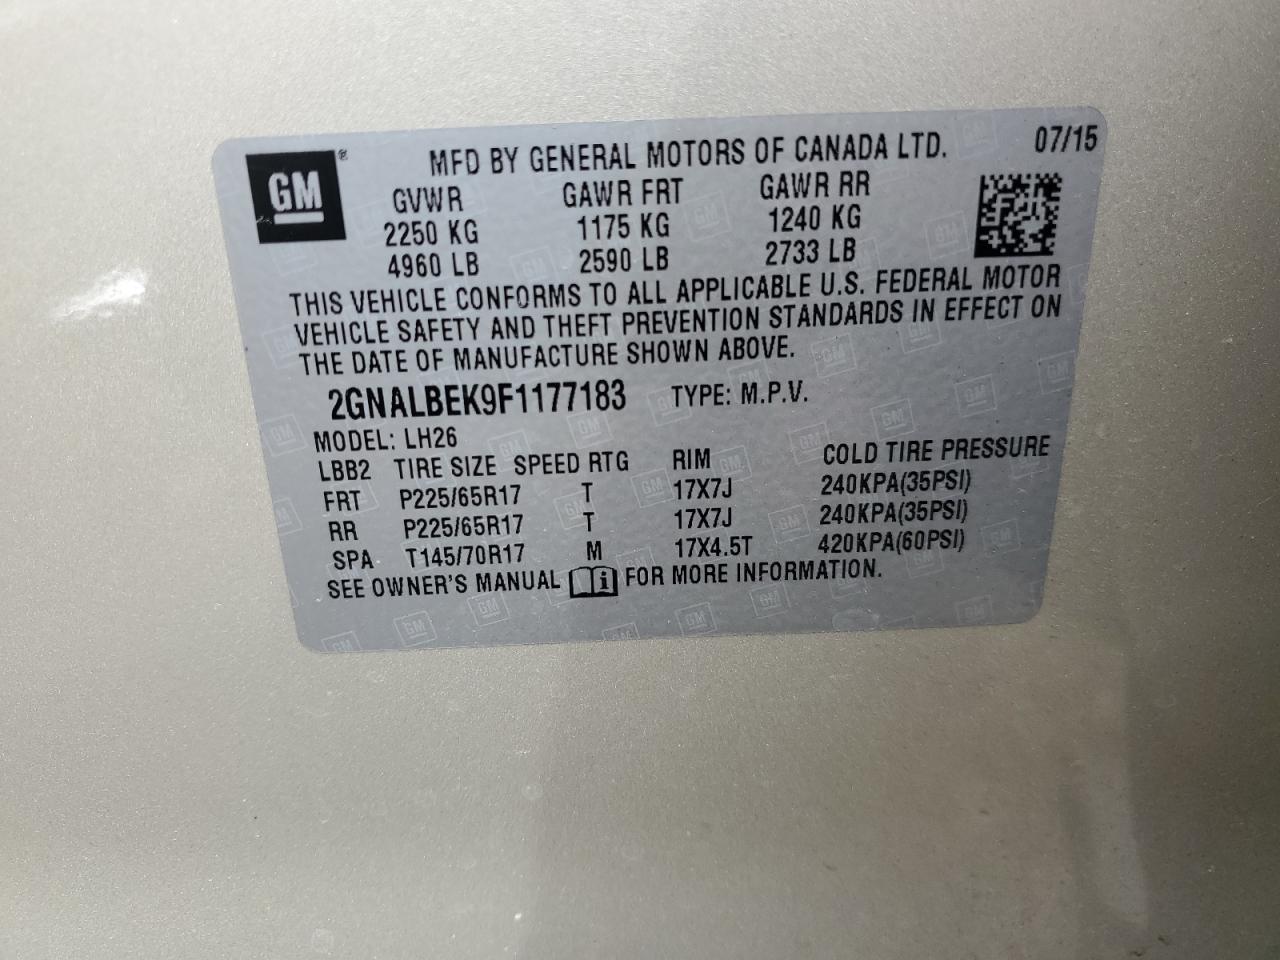 GM ® MFD BY GENERAL MOTORS OF CANADA LTD. 07/15
GVWR GAWR FRT GAWR RR
2250 KG 1175 KG 1240 KG
4960 LB 2590 LB 2733 LB
THIS VEHICLE CONFORMS TO ALL APPLICABLE U.S. FEDERAL MOTOR
VEHICLE SAFETY AND THEFT PREVENTION STANDARDS IN EFFECT ON
THE DATE OF MANUFACTURE SHOWN ABOVE.
2GNALBEK9F1177183 TYPE: M.P.V.
MODEL: LH26
LBB2 TIRE SIZE SPEED RTG RIM COLD TIRE PRESSURE
FRT P225/65R17 T 17X7J 240KPA(35PSI)
RR P225/65R17 T 17X7J 240KPA(35PSI)
SPA T145/70R17 M 17X4.5T 420KPA(60PSI)
SEE OWNER'S MANUAL i FOR MORE INFORMATION.